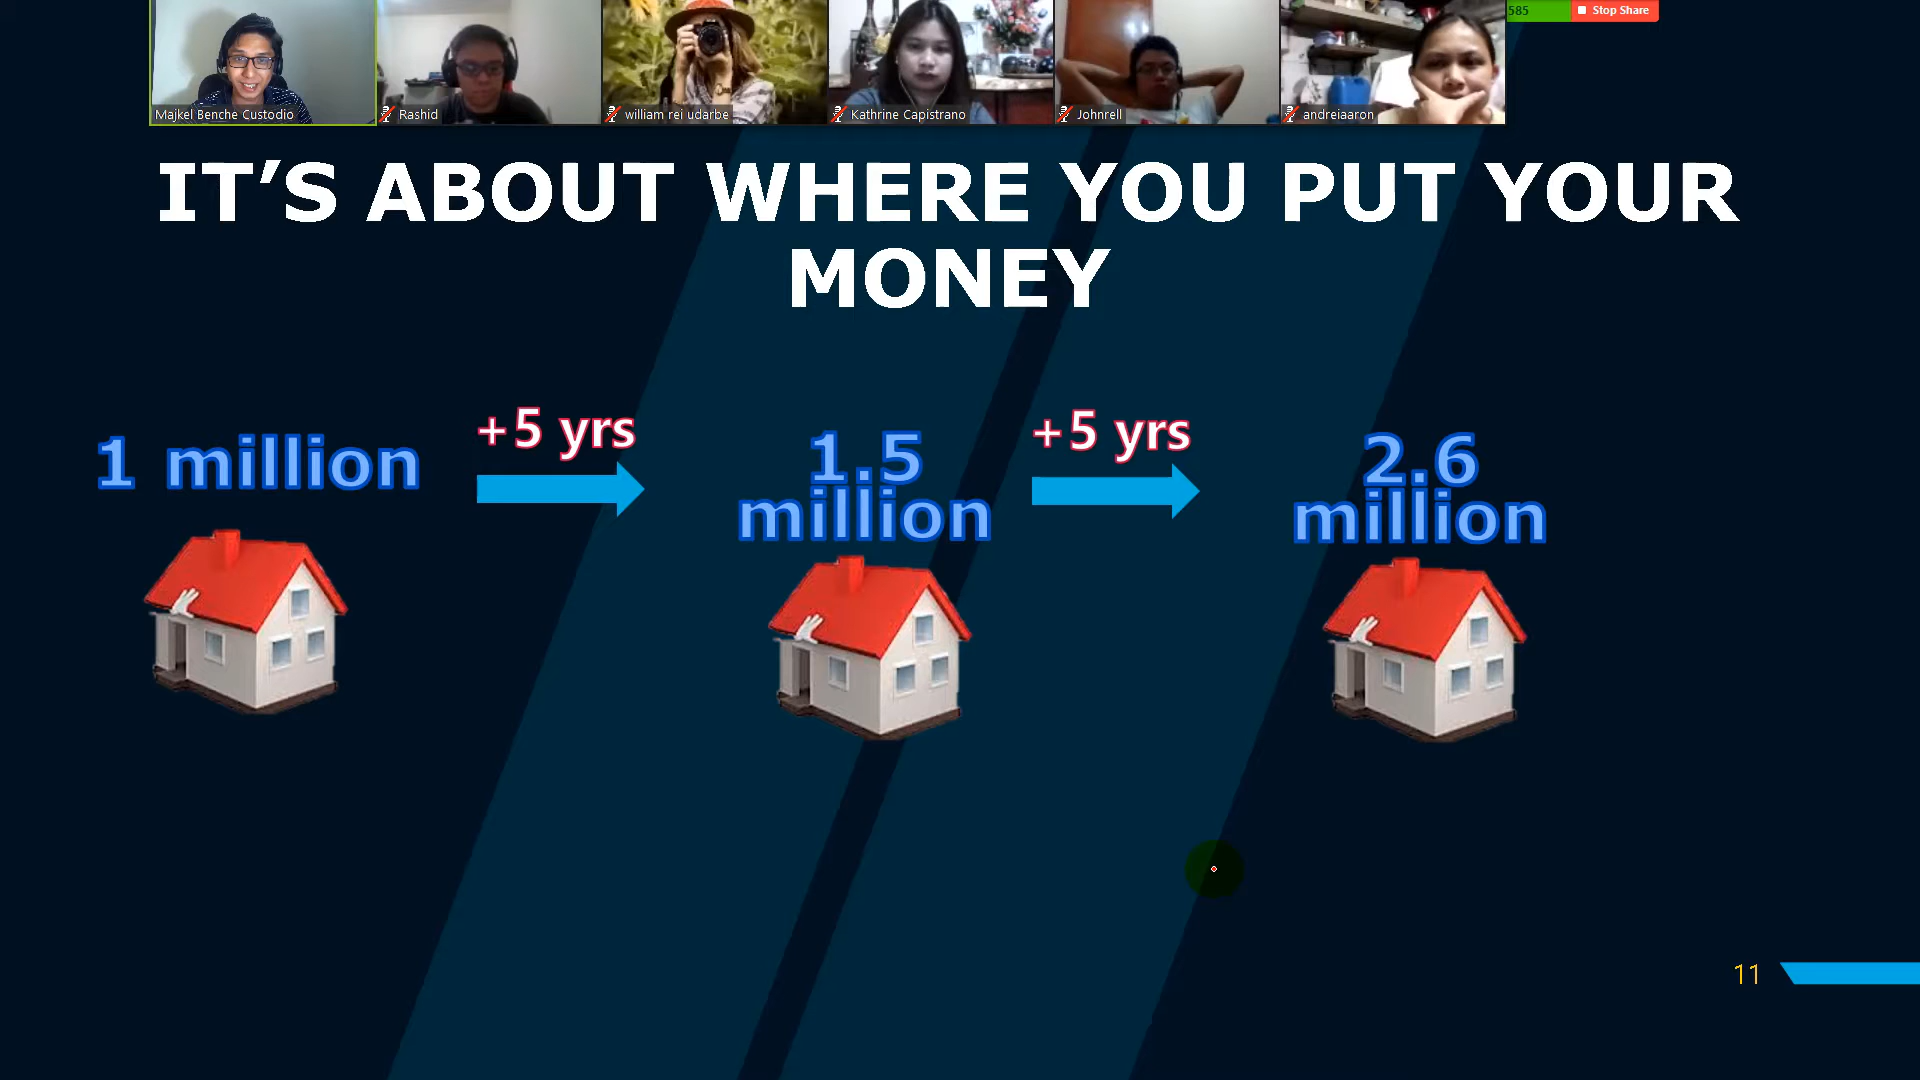 585
Stop Share
Majkel Benche Custodio
Rashid
william rei udarbe
Kathrine Capistrano
Johnrell
andreiaaron
IT’S ABOUT WHERE YOU PUT YOUR
MONEY
1 million
+5 yrs
1.5
million
+5 yrs
2.6
million
11